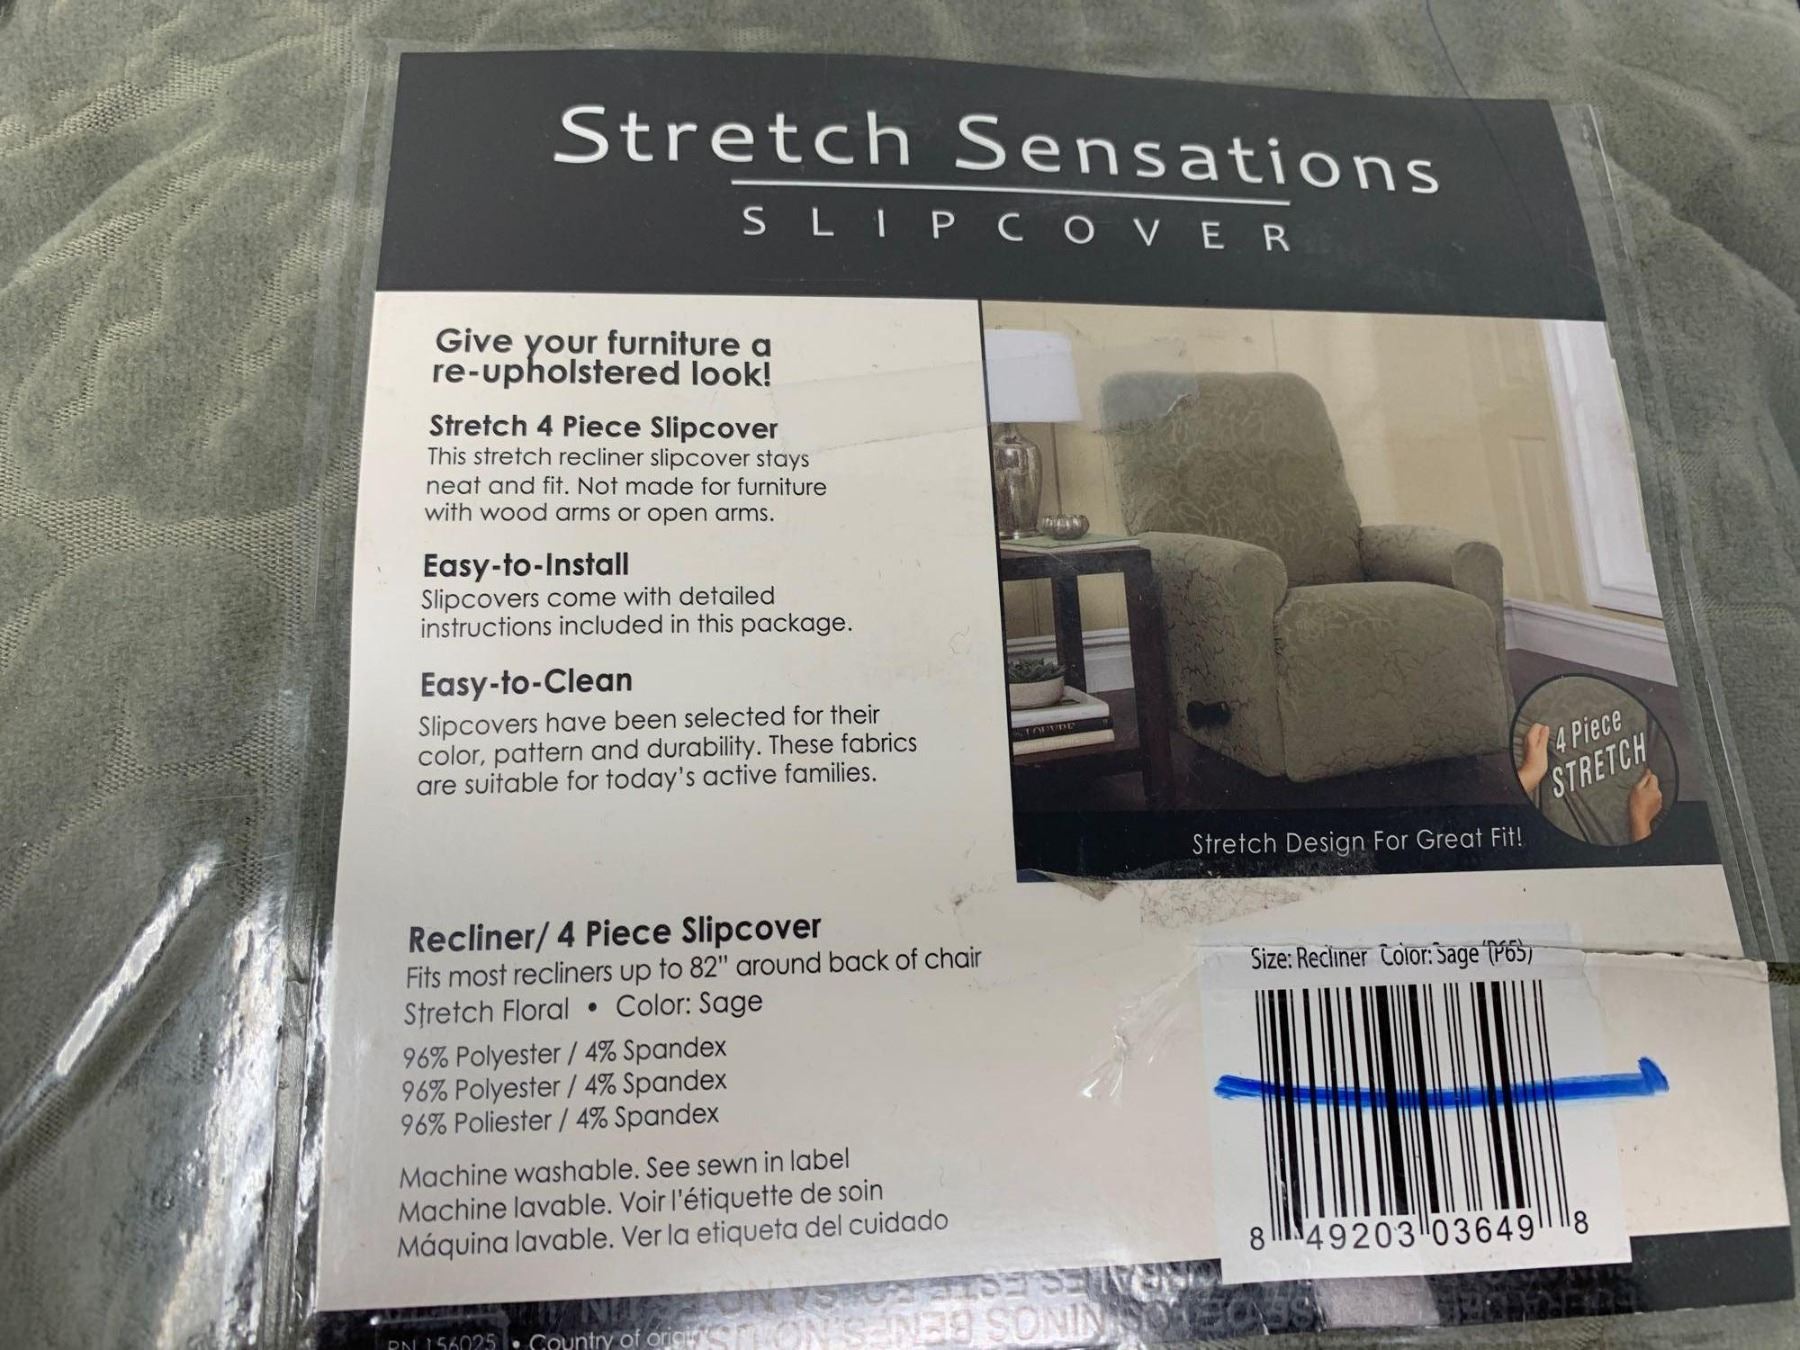 Stretch Sensations
SLIPCOVER
Give your furniture a
re-upholstered look!
Stretch 4 Piece Slipcover
This stretch recliner slipcover stays
neat and fit. Not made for furniture
with wood arms or open arms.
Easy-to-Install
Slipcovers come with detailed
instructions included in this package.
Easy-to-Clean
Slipcovers have been selected for their
color, pattern and durability. These fabrics
are suitable for today's active families.
LOUVRE
4 Piece
STRETCH
Stretch Design For Great Fit!
Recliner/ 4 Piece Slipcover
Fits most recliners up to 82" around back of chair
Stretch Floral • Color: Sage
96% Polyester / 4% Spandex
96% Polyester / 4% Spandex
96% Poliester / 4% Spandex
Machine washable. See sewn in label
Machine lavable. Voir l'étiquette de soin
Máquina lavable. Ver la etiqueta del cuidado
Size: Recliner Color: Sage (P65)
8 49203 03649 8
RN 156025 • Country of origi